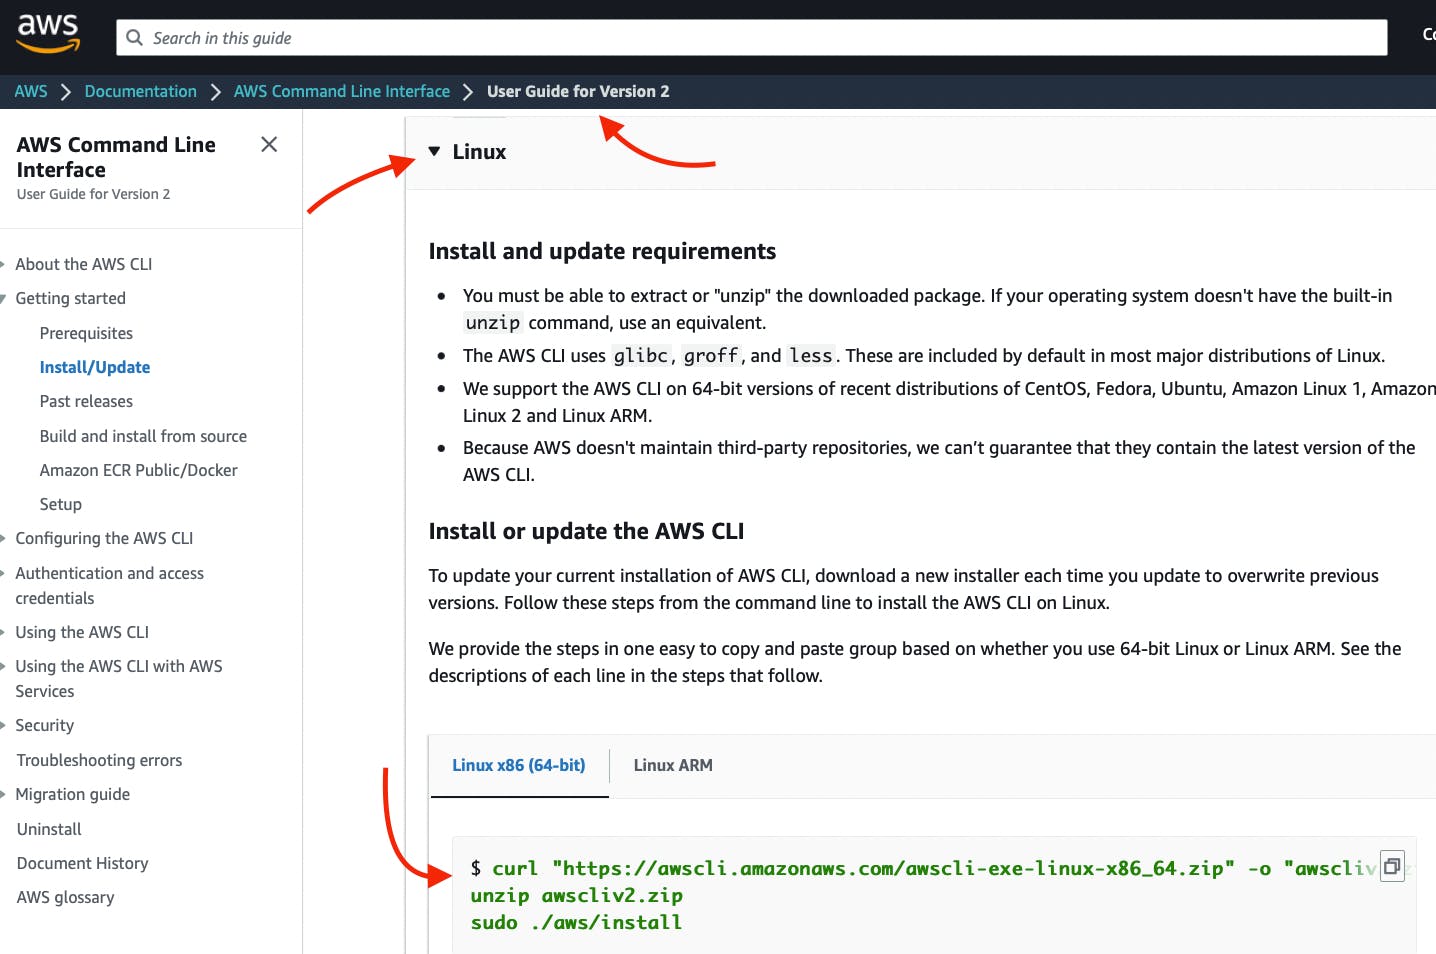 aws
Search in this guide
AWS > Documentation > AWS Command Line Interface > User Guide for Version 2
AWS Command Line
Interface
User Guide for Version 2
About the AWS CLI
Getting started
Prerequisites
Install/Update
Past releases
Build and install from source
Amazon ECR Public/Docker
Setup
Configuring the AWS CLI
Authentication and access
credentials
Using the AWS CLI
Using the AWS CLI with AWS
Services
Security
Troubleshooting errors
Migration guide
Uninstall
Document History
AWS glossary
Linux
Install and update requirements
• You must be able to extract or "unzip" the downloaded package. If your operating system doesn't have the built-in
unzip command, use an equivalent.
• The AWS CLI uses glibc, groff, and less. These are included by default in most major distributions of Linux.
• We support the AWS CLI on 64-bit versions of recent distributions of CentOS, Fedora, Ubuntu, Amazon Linux 1, Amazon
Linux 2 and Linux ARM.
• Because AWS doesn't maintain third-party repositories, we can’t guarantee that they contain the latest version of the
AWS CLI.
Install or update the AWS CLI
To update your current installation of AWS CLI, download a new installer each time you update to overwrite previous
versions. Follow these steps from the command line to install the AWS CLI on Linux.
We provide the steps in one easy to copy and paste group based on whether you use 64-bit Linux or Linux ARM. See the
descriptions of each line in the steps that follow.
Linux x86 (64-bit)
Linux ARM
$ curl "https://awscli.amazonaws.com/awscli-exe-linux-x86_64.zip" -o "awscliv
unzip awscliv2.zip
sudo ./aws/install